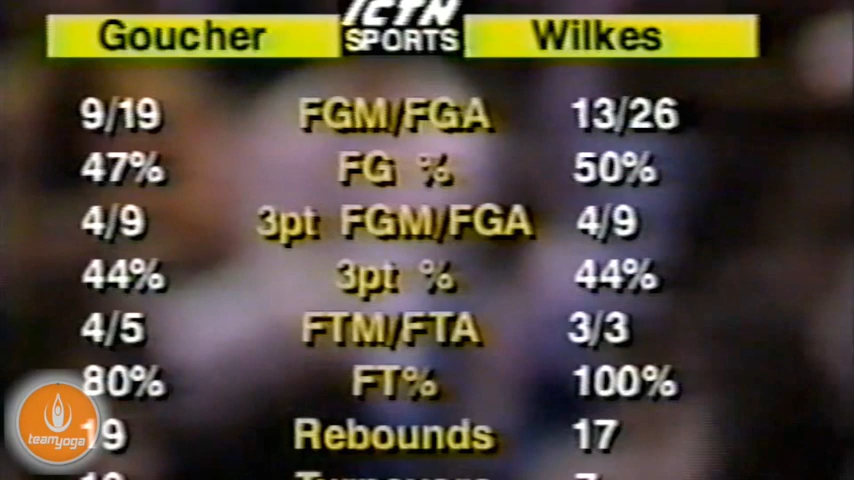 ICTN
Goucher SPORTS Wilkes
9/19 FGM/FGA 13/26
47% FG % 50%
4/9 3pt FGM/FGA 4/9
44% 3pt % 44%
4/5 FTM/FTA 3/3
80% FT% 100%
19 Rebounds 17
teamyoga